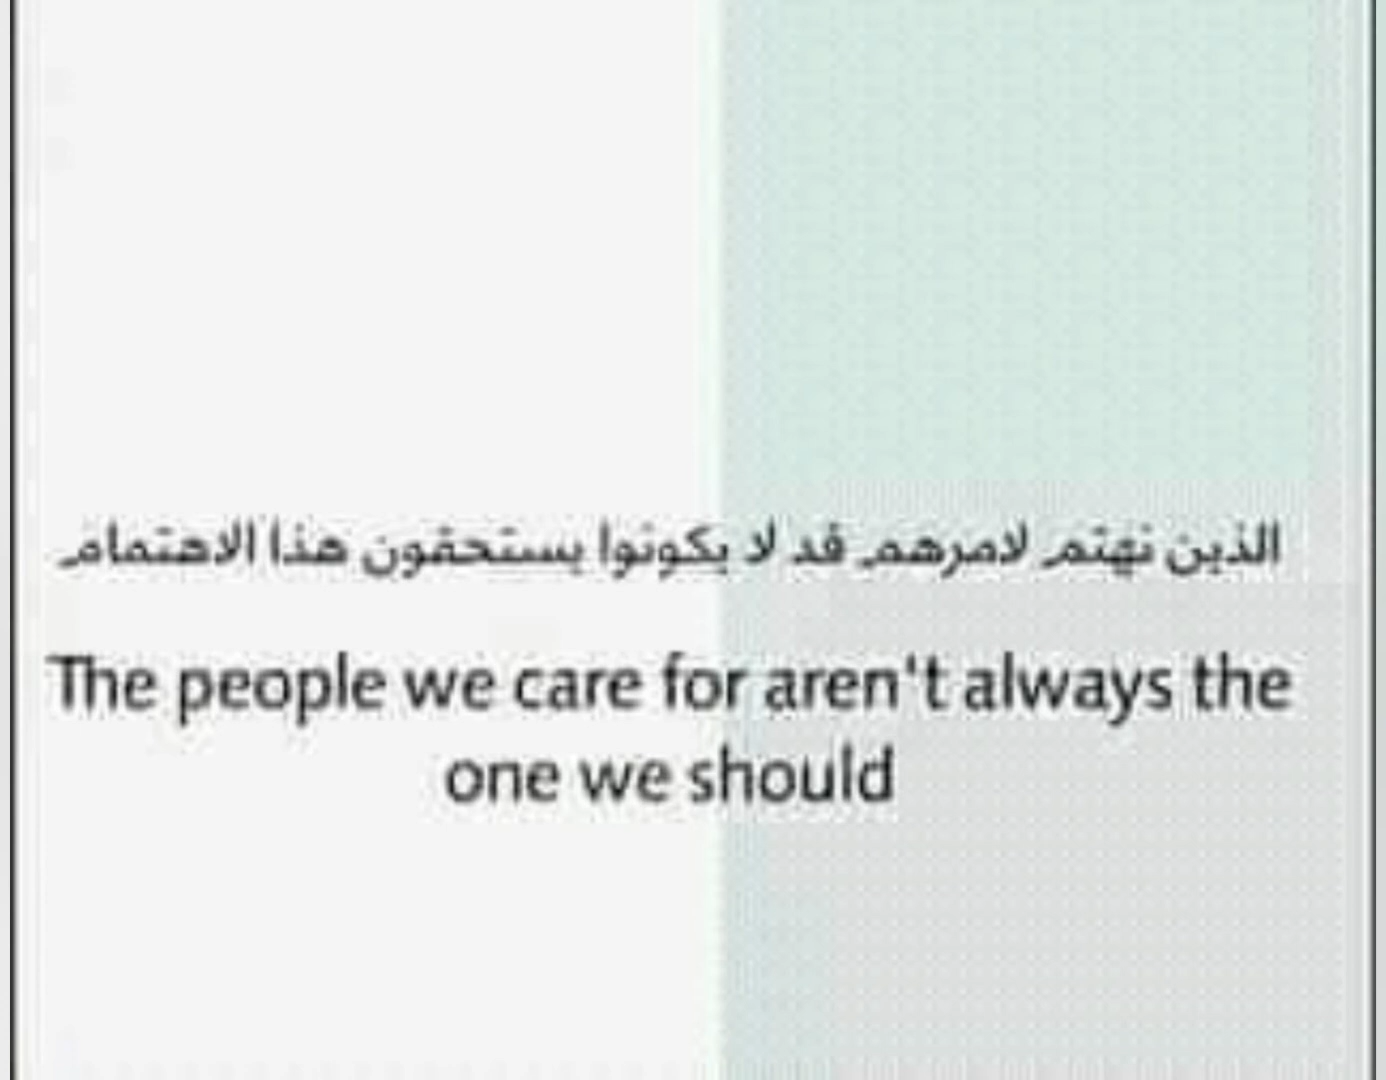 الذين نهتم لامرهم قد لا يكونوا يستحقون هذا الاهتمام
The people we care for aren't always the
one we should